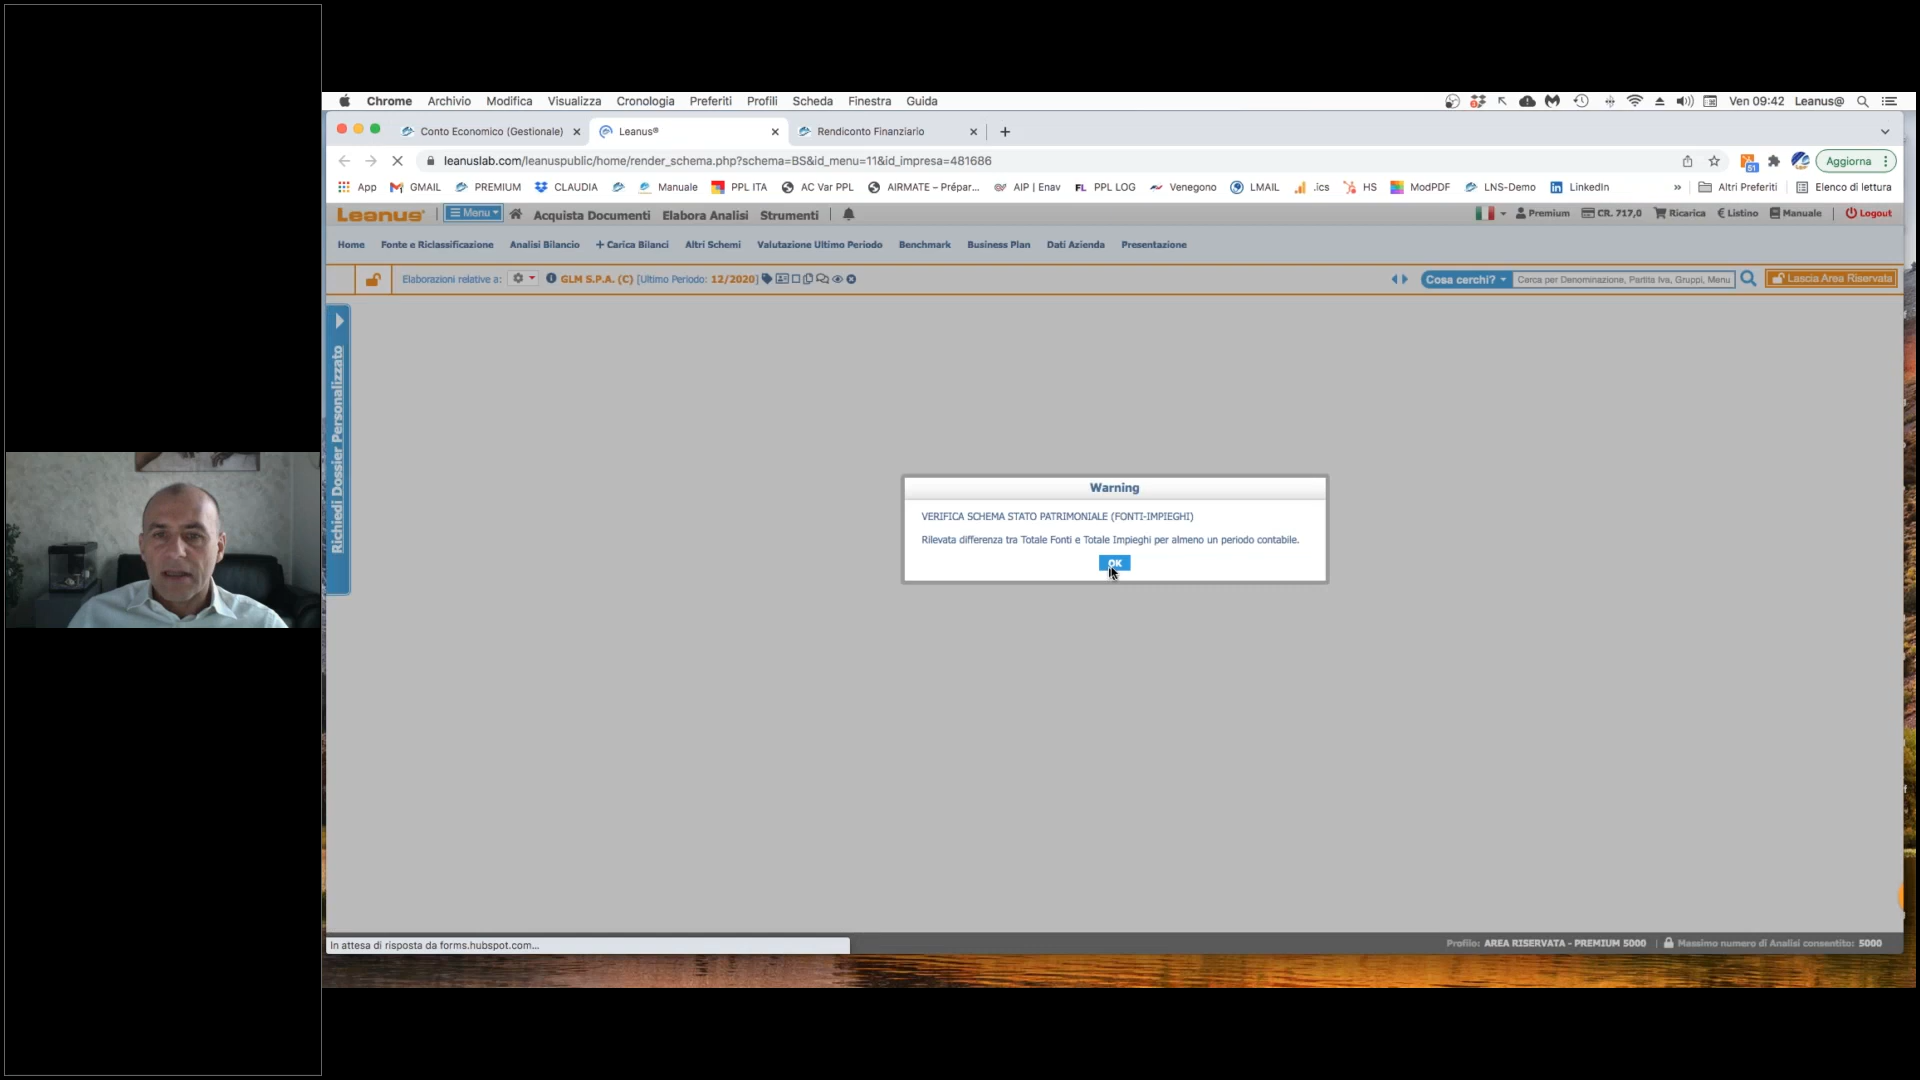 Chrome Archivio Modifica Visualizza Cronologia Preferiti Profili Scheda Finestra Guida Ven 09:42 Leanus@
Conto Economico (Gestionale) Leanus® Rendiconto Finanziario
leanuslab.com/leanuspublic/home/render_schema.php?schema=BS&id_menu=11&id_impresa=481686 Aggiorna
App GMAIL PREMIUM CLAUDIA Manuale PPL ITA AC Var PPL AIRMATE – Prépar... AIP | Enav FL PPL LOG Venegono LMAIL .ics HS ModPDF LNS-Demo LinkedIn » Altri Preferiti Elenco di lettura
Leanus® Menu Acquista Documenti Elabora Analisi Strumenti Premium CR. 717,0 Ricarica € Listino Manuale Logout
Home Fonte e Riclassificazione Analisi Bilancio + Carica Bilanci Altri Schemi Valutazione Ultimo Periodo Benchmark Business Plan Dati Azienda Presentazione
Elaborazioni relative a: GLM S.P.A. (C) [Ultimo Periodo: 12/2020] Cosa cerchi? Cerca per Denominazione, Partita Iva, Gruppi, Menu Lascia Area Riservata
Richiedi Dossier Personalizzato
Warning
VERIFICA SCHEMA STATO PATRIMONIALE (FONTI-IMPIEGHI)
Rilevata differenza tra Totale Fonti e Totale Impieghi per almeno un periodo contabile.
OK
In attesa di risposta da forms.hubspot.com...
Profilo: AREA RISERVATA - PREMIUM 5000 | Massimo numero di Analisi consentito: 5000